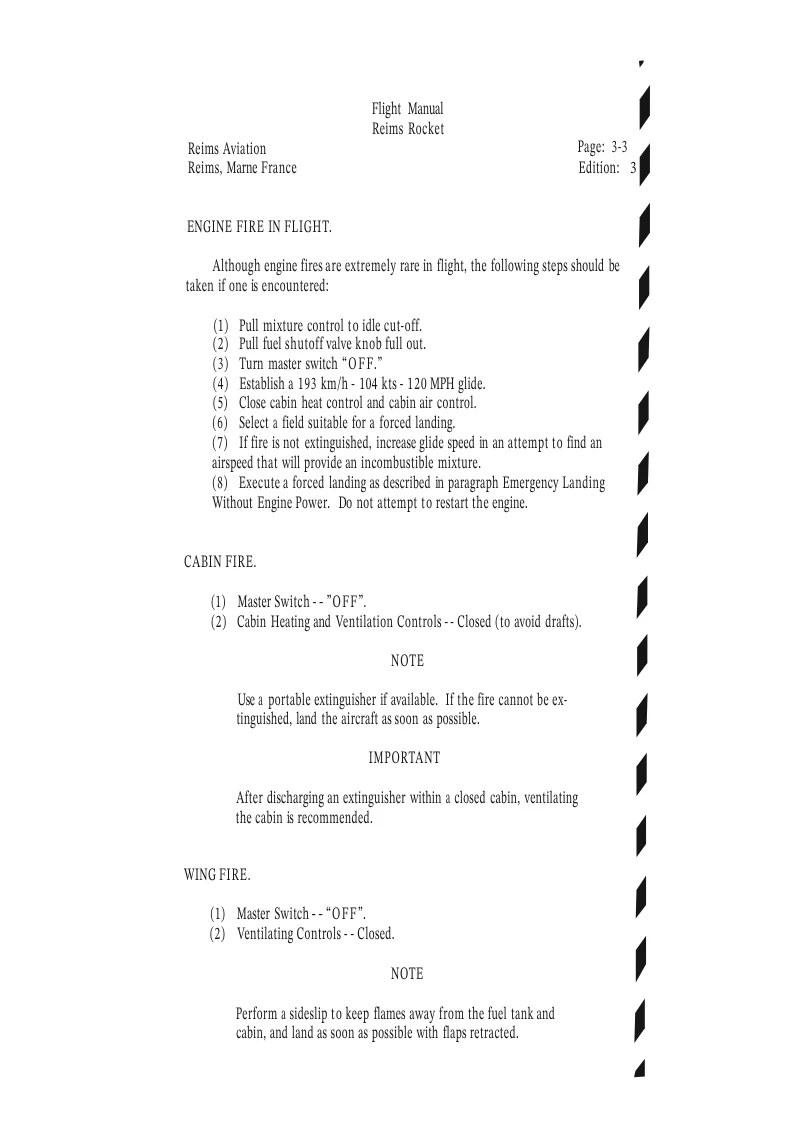 Flight Manual
Reims Rocket
Reims Aviation
Page: 3-3
Reims, Marne France
Edition: 3
ENGINE FIRE IN FLIGHT.
Although engine fires are extremely rare in flight, the following steps should be
taken if one is encountered:
(1) Pull mixture control to idle cut-off.
(2) Pull fuel shutoff valve knob full out.
(3) Turn master switch “OFF.”
(4) Establish a 193 km/h - 104 kts - 120 MPH glide.
(5) Close cabin heat control and cabin air control.
(6) Select a field suitable for a forced landing.
(7) If fire is not extinguished, increase glide speed in an attempt to find an
airspeed that will provide an incombustible mixture.
(8) Execute a forced landing as described in paragraph Emergency Landing
Without Engine Power. Do not attempt to restart the engine.
CABIN FIRE.
(1) Master Switch - - ”OFF”.
(2) Cabin Heating and Ventilation Controls - - Closed (to avoid drafts).
NOTE
Use a portable extinguisher if available. If the fire cannot be ex-
tinguished, land the aircraft as soon as possible.
IMPORTANT
After discharging an extinguisher within a closed cabin, ventilating
the cabin is recommended.
WING FIRE.
(1) Master Switch - - “OFF”.
(2) Ventilating Controls - - Closed.
NOTE
Perform a sideslip to keep flames away from the fuel tank and
cabin, and land as soon as possible with flaps retracted.